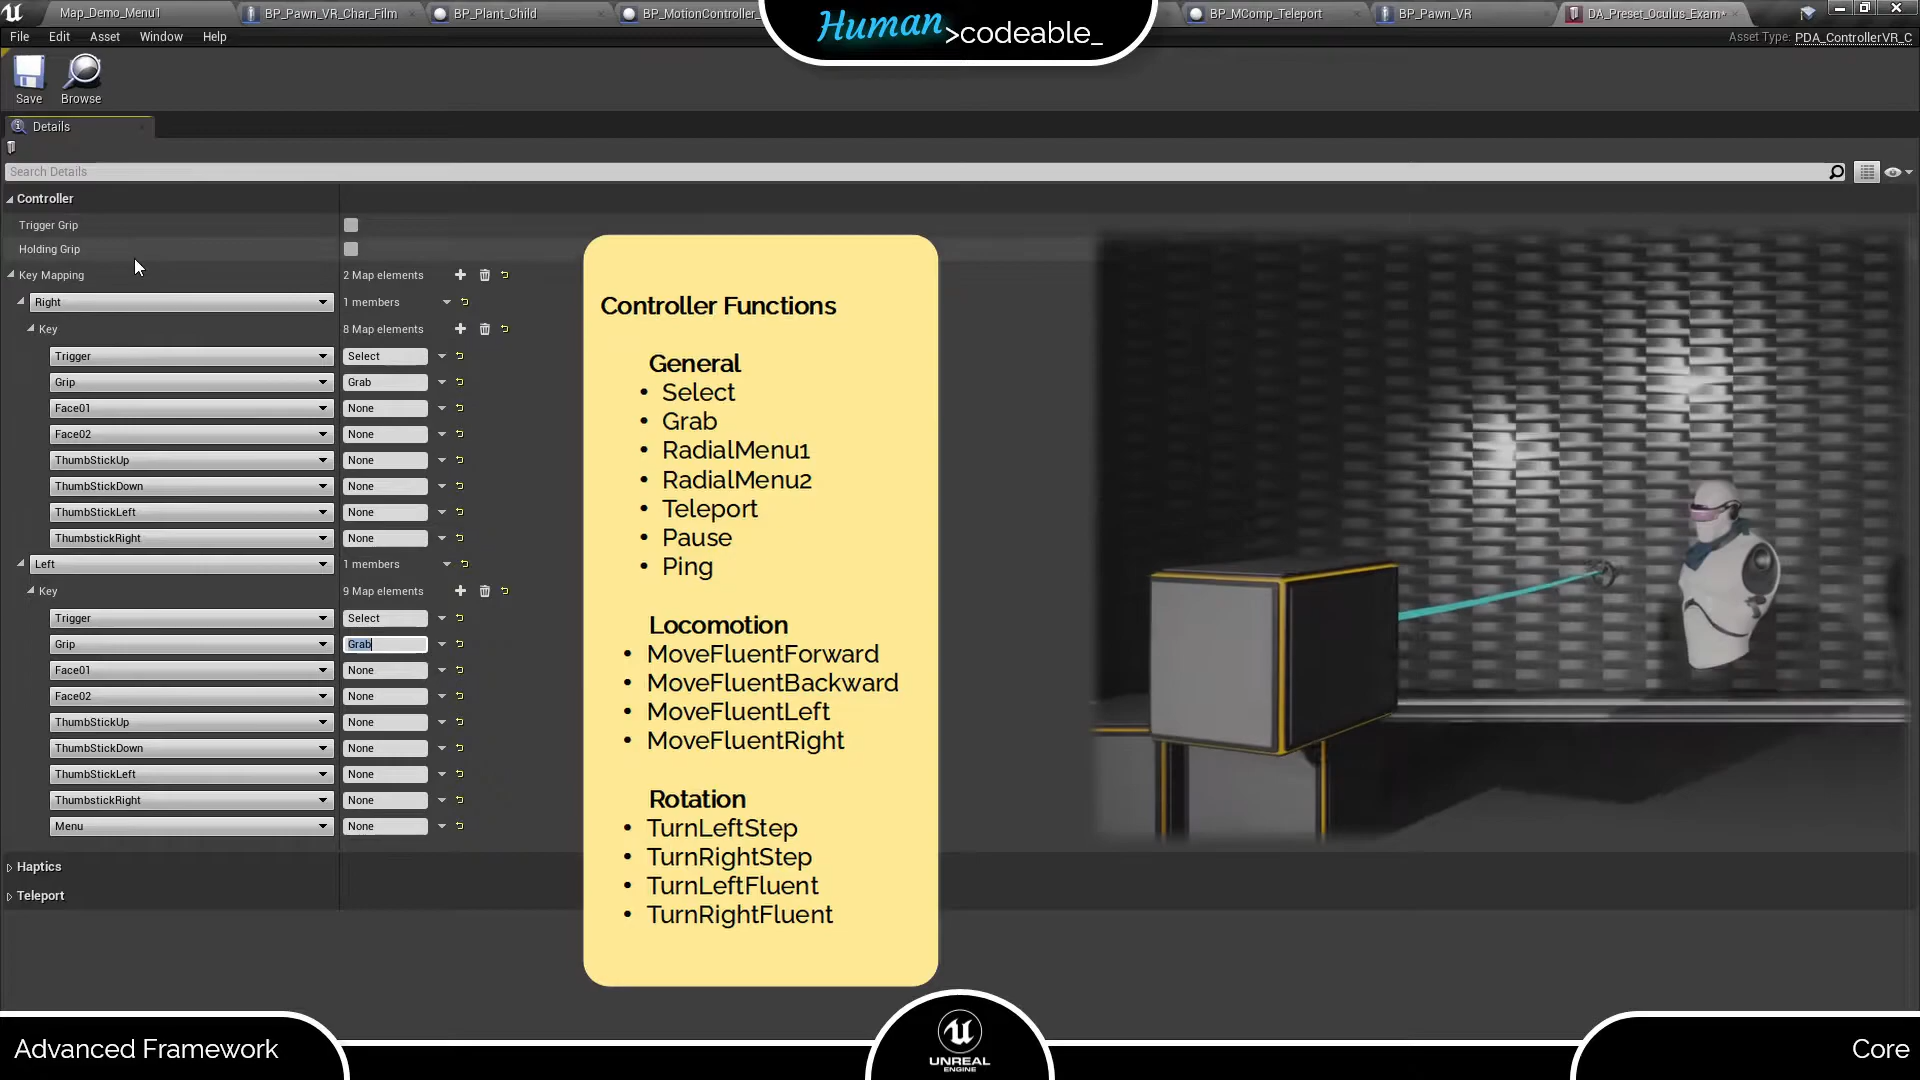 Map_Demo_Menu1
BP_Pawn_VR_Char_Film
BP_Plant_Child
BP_MotionController_
BP_MComp_Teleport
BP_Pawn_VR
DA_Preset_Oculus_Exam*
Human >codeable_
File Edit Asset Window Help
Asset Type: PDA_ControllerVR_C
Save Browse
Details
Search Details
Controller
Trigger Grip
Holding Grip
Key Mapping 2 Map elements
Right 1 members
Key 8 Map elements
Trigger Select
Grip Grab
Face01 None
Face02 None
ThumbStickUp None
ThumbStickDown None
ThumbStickLeft None
ThumbstickRight None
Left 1 members
Key 9 Map elements
Trigger Select
Grip Grab
Face01 None
Face02 None
ThumbStickUp None
ThumbStickDown None
ThumbStickLeft None
ThumbstickRight None
Menu None
Haptics
Teleport
Controller Functions
General
• Select
• Grab
• RadialMenu1
• RadialMenu2
• Teleport
• Pause
• Ping
Locomotion
• MoveFluentForward
• MoveFluentBackward
• MoveFluentLeft
• MoveFluentRight
Rotation
• TurnLeftStep
• TurnRightStep
• TurnLeftFluent
• TurnRightFluent
Advanced Framework
UNREAL
ENGINE
Core